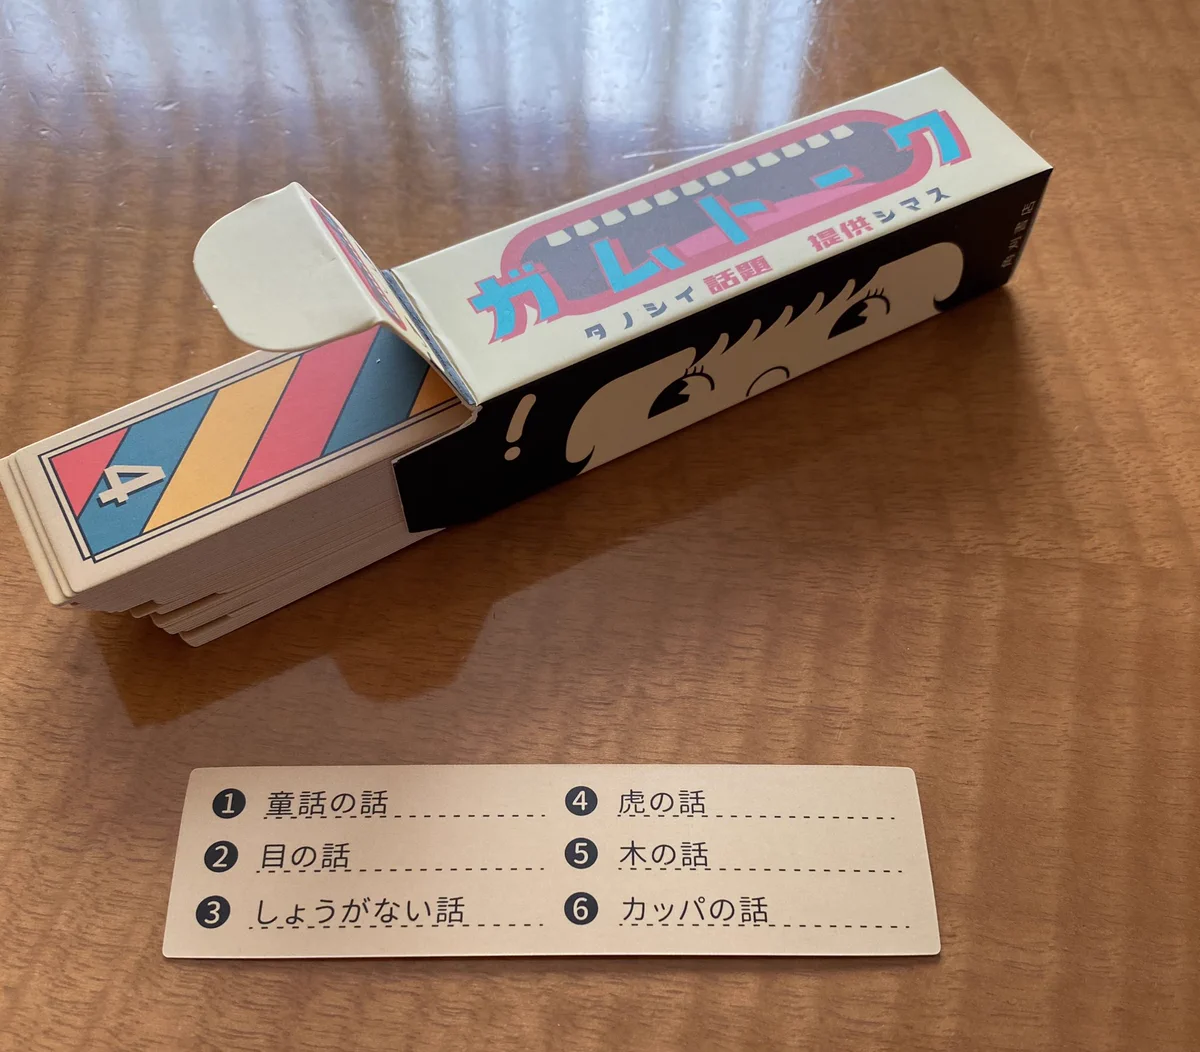 ガムトーク
タノシイ話題 提供シマス
!
4
❶ 童話の話
❷ 目の話
❸ しょうがない話
❹ 虎の話
❺ 木の話
❻ カッパの話